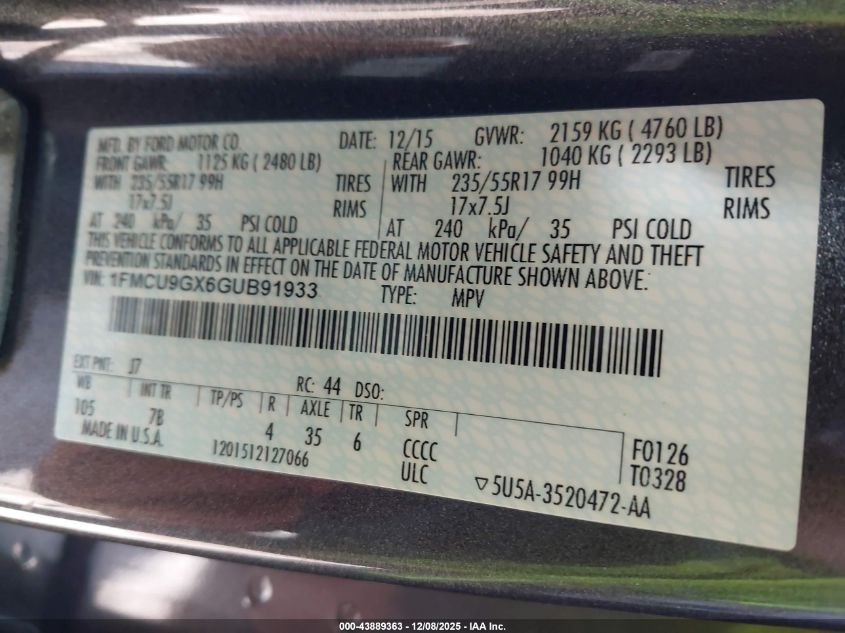 MFD. BY FORD MOTOR CO. DATE: 12/15 GVWR: 2159 KG ( 4760 LB)
FRONT GAWR: 1125 KG ( 2480 LB) REAR GAWR: 1040 KG ( 2293 LB)
WITH 235/55R17 99H TIRES WITH 235/55R17 99H TIRES
17x7.5J RIMS 17x7.5J RIMS
AT 240 kPa/ 35 PSI COLD AT 240 kPa/ 35 PSI COLD
THIS VEHICLE CONFORMS TO ALL APPLICABLE FEDERAL MOTOR VEHICLE SAFETY AND THEFT
PREVENTION STANDARDS IN EFFECT ON THE DATE OF MANUFACTURE SHOWN ABOVE.
VIN: 1FMCU9GX6GUB91933 TYPE: MPV
EXT PNT: J7 RC: 44 DSO:
WB INT TR TP/PS R AXLE TR SPR
105 7B 4 35 6 CCCC F0126
MADE IN U.S.A. 1201512127066 ULC T0328
5U5A-3520472-AA
000-43889363 - 12/08/2025 - IAA Inc.